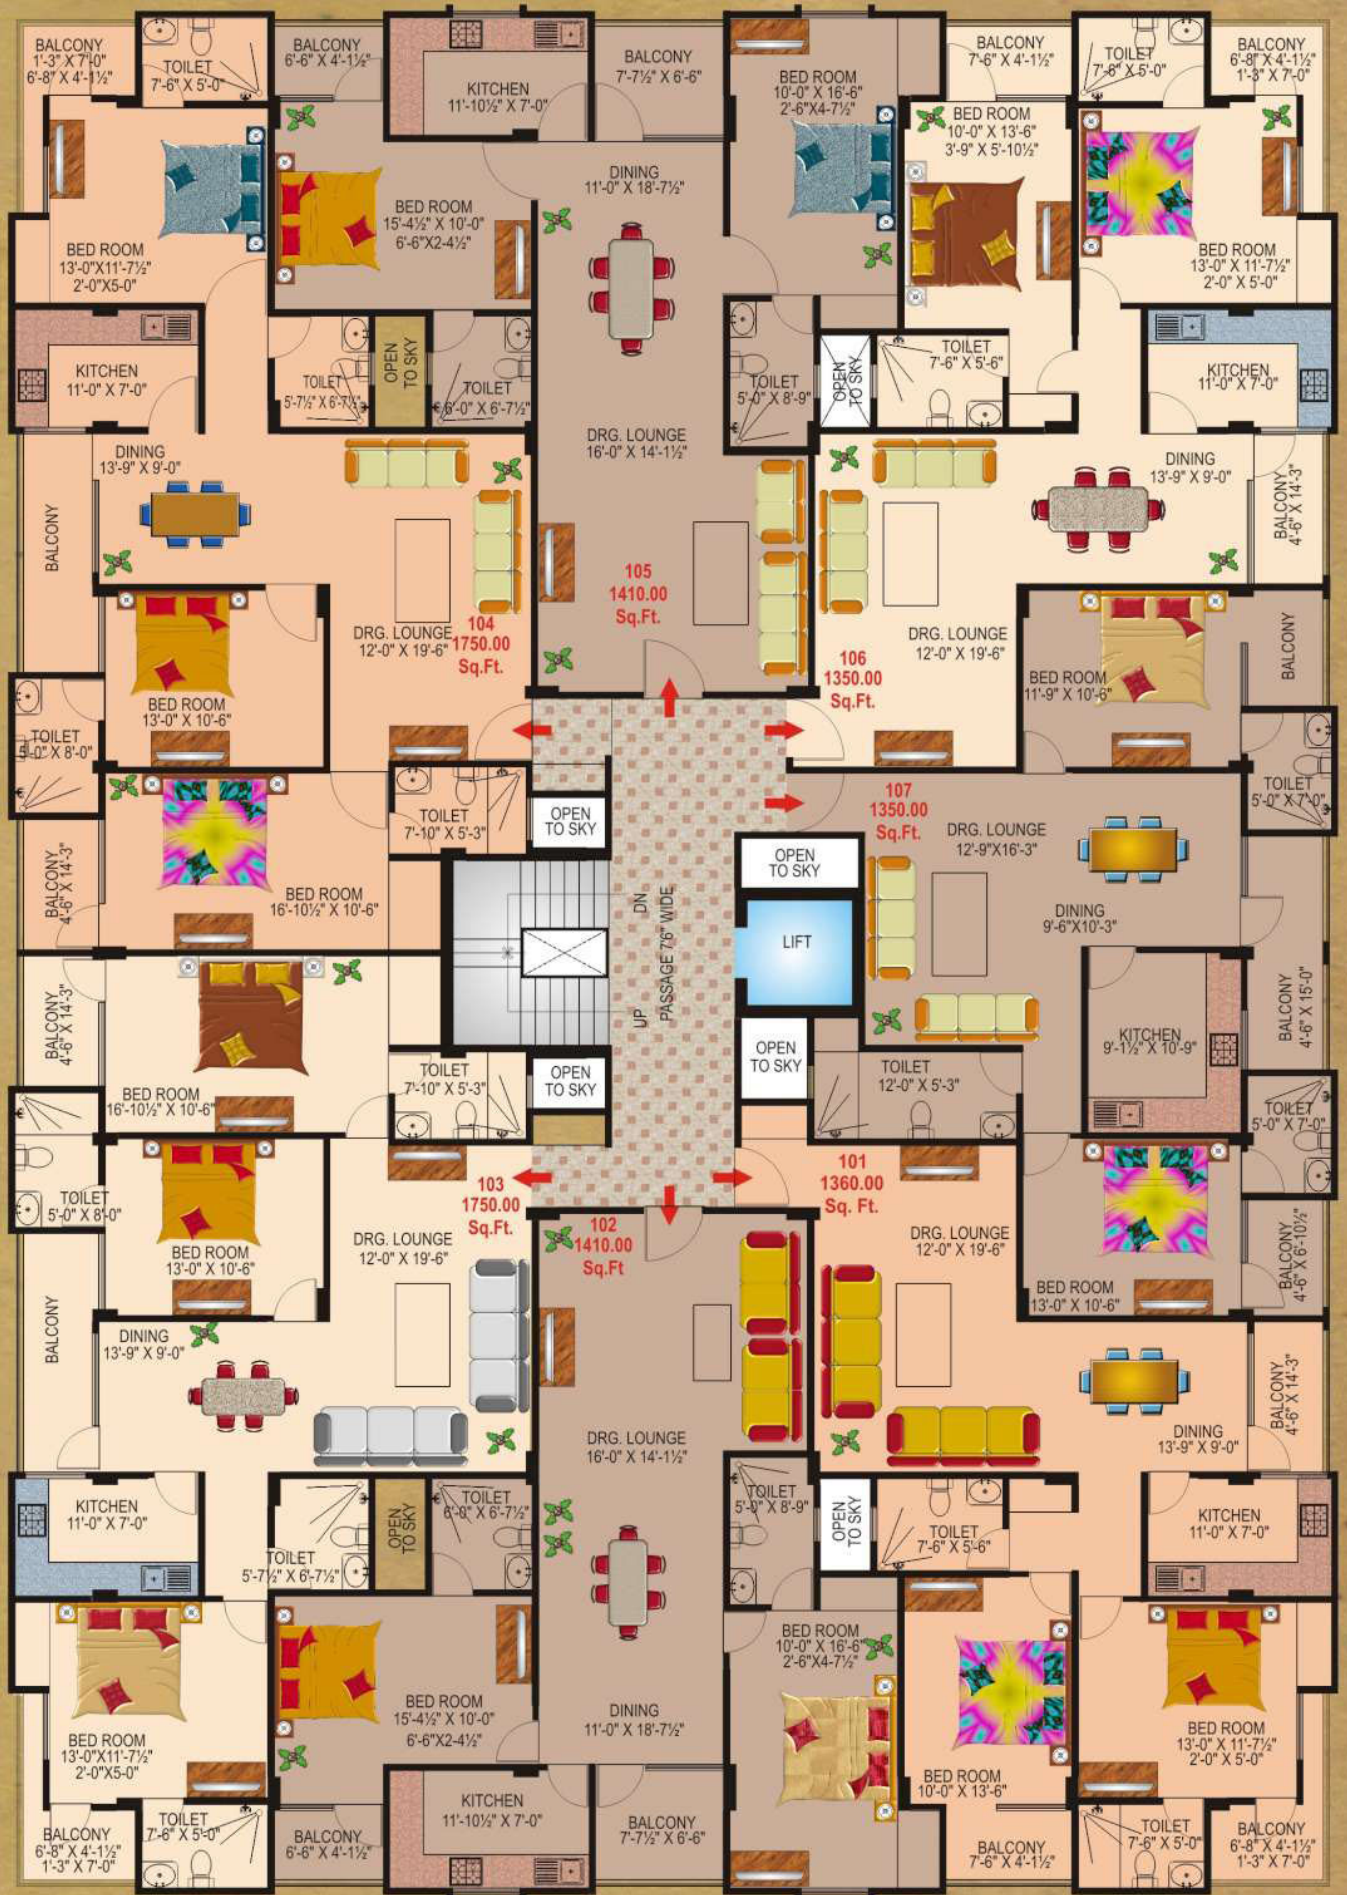 BALCONY
1'-3" X 7'-0"
6'-8" X 4'-1½"
TOILET
7'-6" X 5'-0"
BALCONY
6'-6" X 4'-1½"
KITCHEN
11'-10½" X 7'-0"
BALCONY
7'-7½" X 6'-6"
BED ROOM
10'-0" X 16'-6"
2'-6"X4-7½"
BALCONY
7'-6" X 4'-1½"
TOILET
7'-6" X 5'-0"
BALCONY
6'-8" X 4'-1½"
1'-3" X 7'-0"
BED ROOM
13'-0"X11'-7½"
2'-0"X5-0"
BED ROOM
15'-4½" X 10'-0"
6'-6"X2-4½"
DINING
11'-0" X 18'-7½"
BED ROOM
10'-0" X 13'-6"
3'-9" X 5'-10½"
BED ROOM
13'-0" X 11'-7½"
2'-0" X 5'-0"
KITCHEN
11'-0" X 7'-0"
TOILET
5'-7½" X 6'-7½"
OPEN
TO SKY
TOILET
6'-0" X 6'-7½"
TOILET
5'-0" X 8'-9"
OPEN
TO SKY
TOILET
7'-6" X 5'-6"
KITCHEN
11'-0" X 7'-0"
DINING
13'-9" X 9'-0"
DRG. LOUNGE
16'-0" X 14'-1½"
DINING
13'-9" X 9'-0"
BALCONY
4'-6" X 14'-3"
BALCONY
105
1410.00
Sq.Ft.
DRG. LOUNGE
12'-0" X 19'-6"
104
1750.00
Sq.Ft.
DRG. LOUNGE
12'-0" X 19'-6"
106
1350.00
Sq.Ft.
BED ROOM
11'-9" X 10'-6"
BALCONY
BED ROOM
13'-0" X 10'-6"
TOILET
5'-0" X 8'-0"
TOILET
7'-10" X 5'-3"
OPEN
TO SKY
107
1350.00
Sq.Ft.
DRG. LOUNGE
12'-9"X16'-3"
TOILET
5'-0" X 7'-0"
BALCONY
4'-6" X 14'-3"
BED ROOM
16'-10½" X 10'-6"
OPEN
TO SKY
DINING
9'-6"X10'-3"
UP
DN
PASSAGE 7'6" WIDE
LIFT
BALCONY
4'-6" X 14'-3"
BED ROOM
16'-10½" X 10'-6"
TOILET
7'-10" X 5'-3"
OPEN
TO SKY
OPEN
TO SKY
TOILET
12'-0" X 5'-3"
KITCHEN
9'-1½" X 10'-9"
BALCONY
4'-6" X 15'-0"
TOILET
5'-0" X 7'-0"
TOILET
5'-0" X 8'-0"
BED ROOM
13'-0" X 10'-6"
DRG. LOUNGE
12'-0" X 19'-6"
103
1750.00
Sq.Ft.
102
1410.00
Sq.Ft
101
1360.00
Sq. Ft.
DRG. LOUNGE
12'-0" X 19'-6"
BED ROOM
13'-0" X 10'-6"
BALCONY
4'-6" X 6'-10½"
BALCONY
DINING
13'-9" X 9'-0"
DRG. LOUNGE
16'-0" X 14'-1½"
DINING
13'-9" X 9'-0"
BALCONY
4'-6" X 14'-3"
KITCHEN
11'-0" X 7'-0"
TOILET
5'-7½" X 6'-7½"
OPEN
TO SKY
TOILET
6'-0" X 6'-7½"
TOILET
5'-0" X 8'-9"
OPEN
TO SKY
TOILET
7'-6" X 5'-6"
KITCHEN
11'-0" X 7'-0"
BED ROOM
13'-0"X11'-7½"
2'-0"X5-0"
BED ROOM
15'-4½" X 10'-0"
6'-6"X2-4½"
DINING
11'-0" X 18'-7½"
BED ROOM
10'-0" X 16'-6"
2'-6"X4-7½"
BED ROOM
10'-0" X 13'-6"
BED ROOM
13'-0" X 11'-7½"
2'-0" X 5'-0"
BALCONY
6'-8" X 4'-1½"
1'-3" X 7'-0"
TOILET
7'-6" X 5'-0"
BALCONY
6'-6" X 4'-1½"
KITCHEN
11'-10½" X 7'-0"
BALCONY
7'-7½" X 6'-6"
BALCONY
7'-6" X 4'-1½"
TOILET
7'-6" X 5'-0"
BALCONY
6'-8" X 4'-1½"
1'-3" X 7'-0"